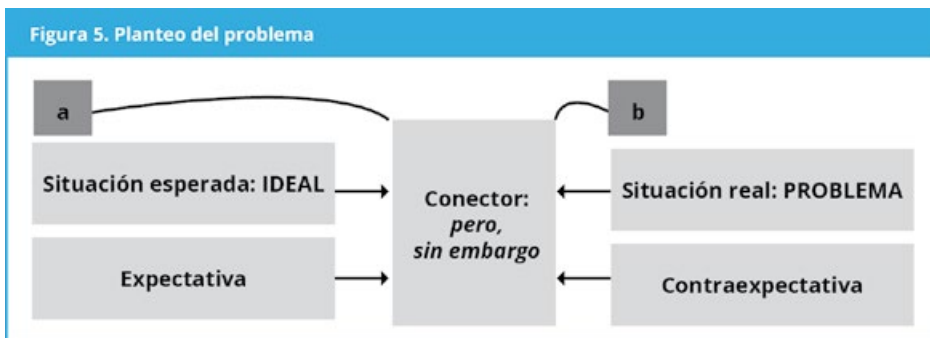 Figura 5. Planteo del problema
a
Situación esperada: IDEAL
Expectativa
Conector:
pero,
sin embargo
b
Situación real: PROBLEMA
Contraexpectativa